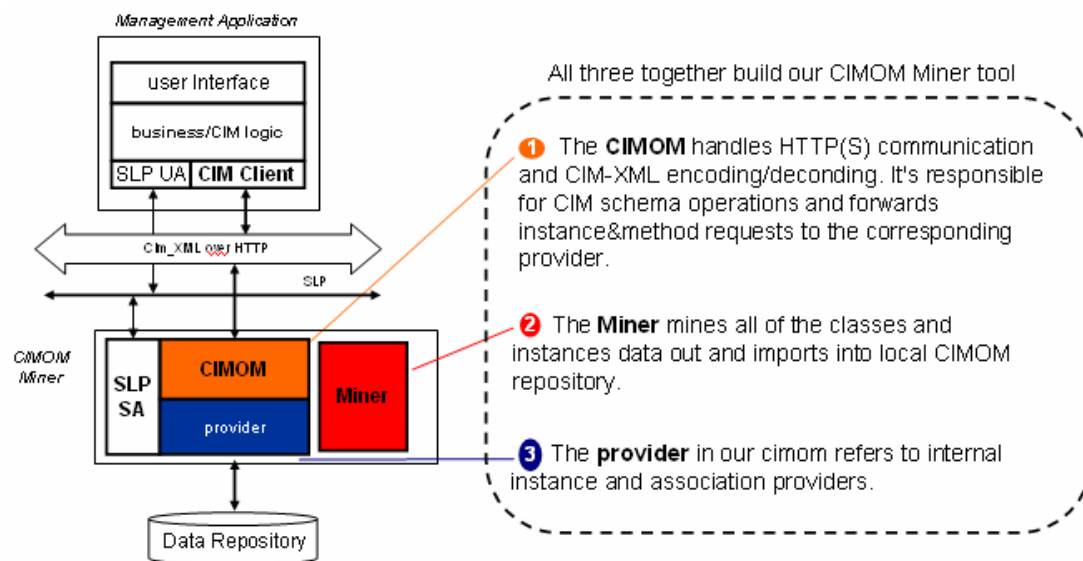 Management Application
user Interface
business/CIM logic
SLP UA
CIM Client
Cim_XML over HTTP
SLP
CIMOM
Miner
SLP
SA
CIMOM
provider
Miner
Data Repository
All three together build our CIMOM Miner tool
1 The CIMOM handles HTTP(S) communication
and CIM-XML encoding/deconding. It's responsible
for CIM schema operations and forwards
instance&method requests to the corresponding
provider.
2 The Miner mines all of the classes and
instances data out and imports into local CIMOM
repository.
3 The provider in our cimom refers to internal
instance and association providers.